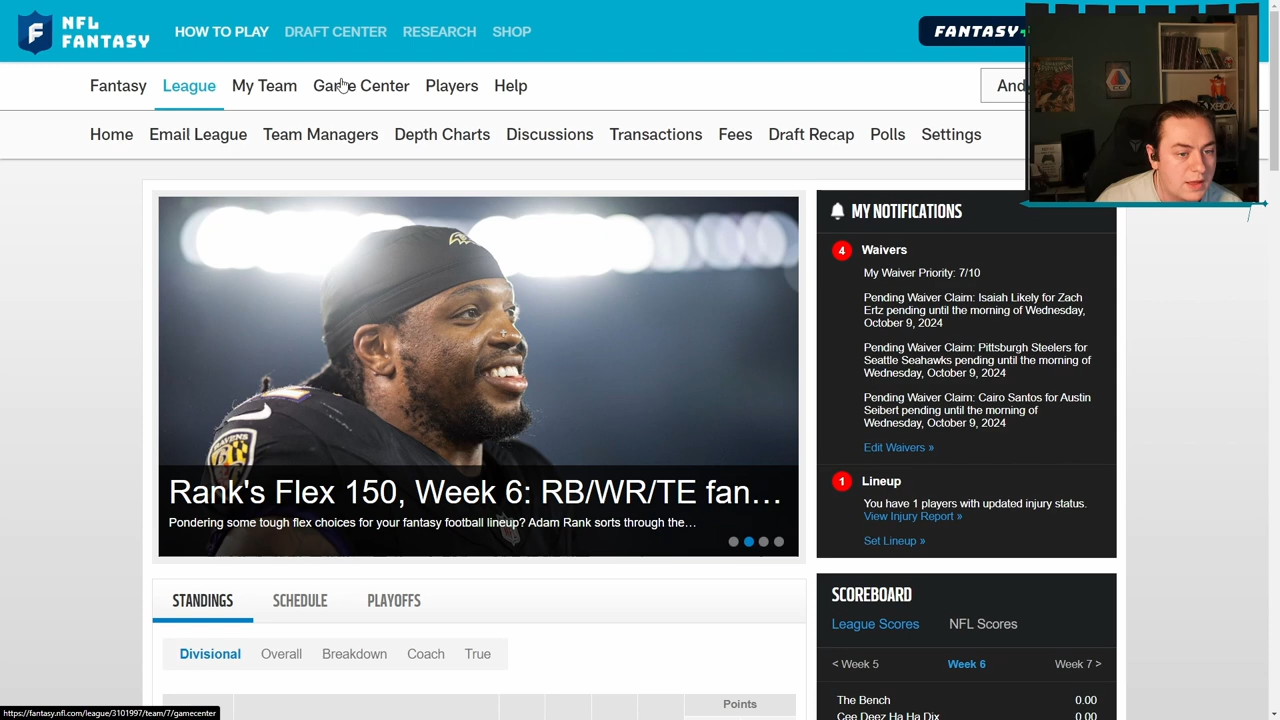 NFL
FANTASY
HOW TO PLAY DRAFT CENTER RESEARCH SHOP
FANTASY+
Fantasy League My Team Game Center Players Help
Home Email League Team Managers Depth Charts Discussions Transactions Fees Draft Recap Polls Settings
Rank's Flex 150, Week 6: RB/WR/TE fan…
Pondering some tough flex choices for your fantasy football lineup? Adam Rank sorts through the…
MY NOTIFICATIONS
4 Waivers
My Waiver Priority: 7/10
Pending Waiver Claim: Isaiah Likely for Zach
Ertz pending until the morning of Wednesday,
October 9, 2024
Pending Waiver Claim: Pittsburgh Steelers for
Seattle Seahawks pending until the morning of
Wednesday, October 9, 2024
Pending Waiver Claim: Cairo Santos for Austin
Seibert pending until the morning of
Wednesday, October 9, 2024
Edit Waivers »
1 Lineup
You have 1 players with updated injury status.
View Injury Report »
Set Lineup »
STANDINGS SCHEDULE PLAYOFFS
Divisional Overall Breakdown Coach True
Points
SCOREBOARD
League Scores NFL Scores
< Week 5 Week 6 Week 7 >
The Bench 0.00
Cee Deez Ha Ha Dix 0.00
https://fantasy.nfl.com/league/3101997/team/7/gamecenter
XBOX
RAVENS